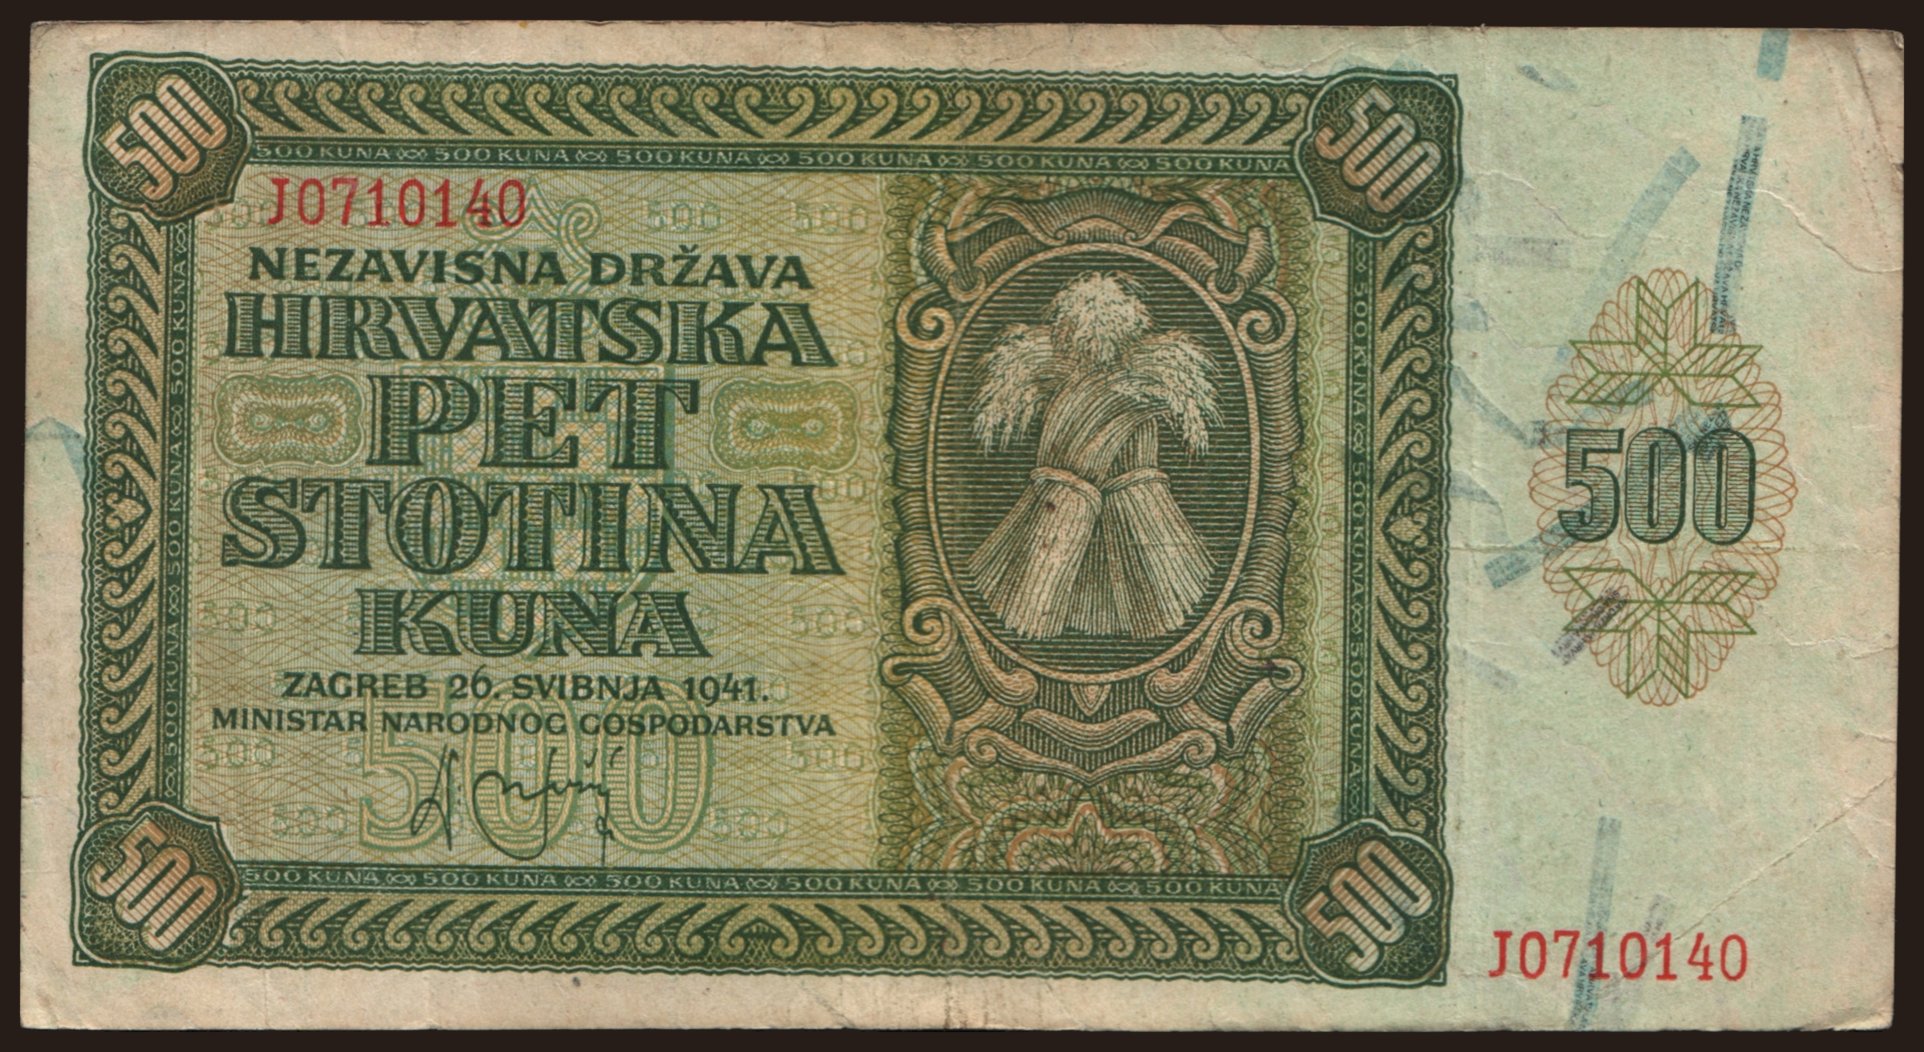 500 500
500 KUNA 500 KUNA 500 KUNA 500 KUNA 500 KUNA 500 KUNA
J0710140
NEZAVISNA DRŽAVA
HRVATSKA
PET
STOTINA
KUNA
ZAGREB 26. SVIBNJA 1941.
MINISTAR NARODNOG GOSPODARSTVA
500
500 KUNA 500 KUNA 500 KUNA 500 KUNA 500 KUNA 500 KUNA
500 500
500
J0710140